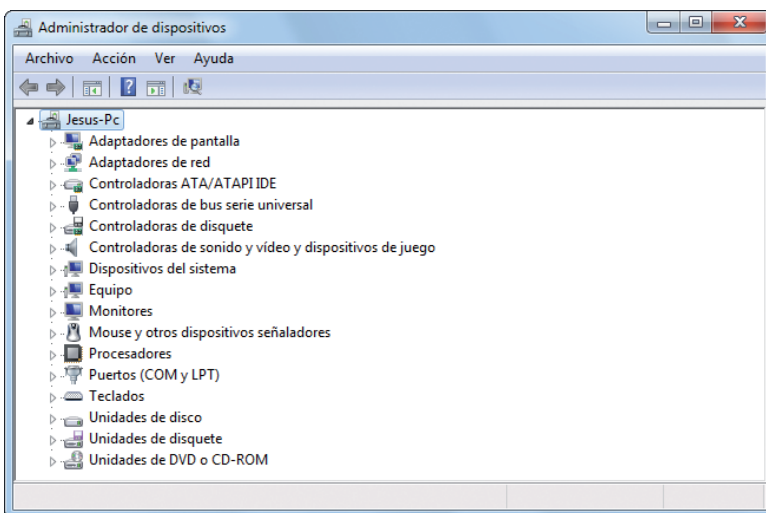 Administrador de dispositivos
Archivo Acción Ver Ayuda
Jesus-Pc
Adaptadores de pantalla
Adaptadores de red
Controladoras ATA/ATAPI IDE
Controladoras de bus serie universal
Controladoras de disquete
Controladoras de sonido y vídeo y dispositivos de juego
Dispositivos del sistema
Equipo
Monitores
Mouse y otros dispositivos señaladores
Procesadores
Puertos (COM y LPT)
Teclados
Unidades de disco
Unidades de disquete
Unidades de DVD o CD-ROM